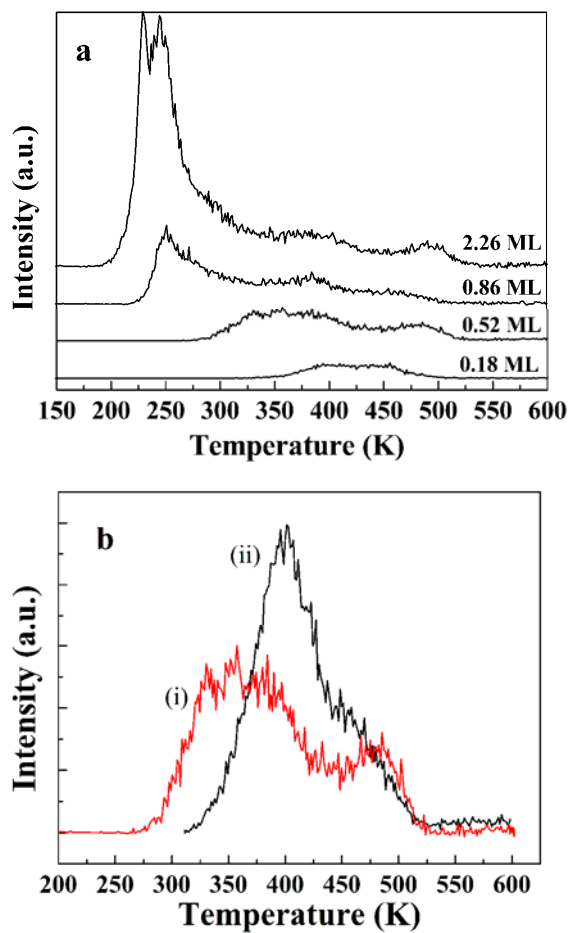 a
Intensity (a.u.)
2.26 ML
0.86 ML
0.52 ML
0.18 ML
150 200 250 300 350 400 450 500 550 600
Temperature (K)
b
(ii)
(i)
Intensity (a.u.)
200 250 300 350 400 450 500 550 600
Temperature (K)